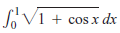 ∫₀¹ √(1 + cos x) dx